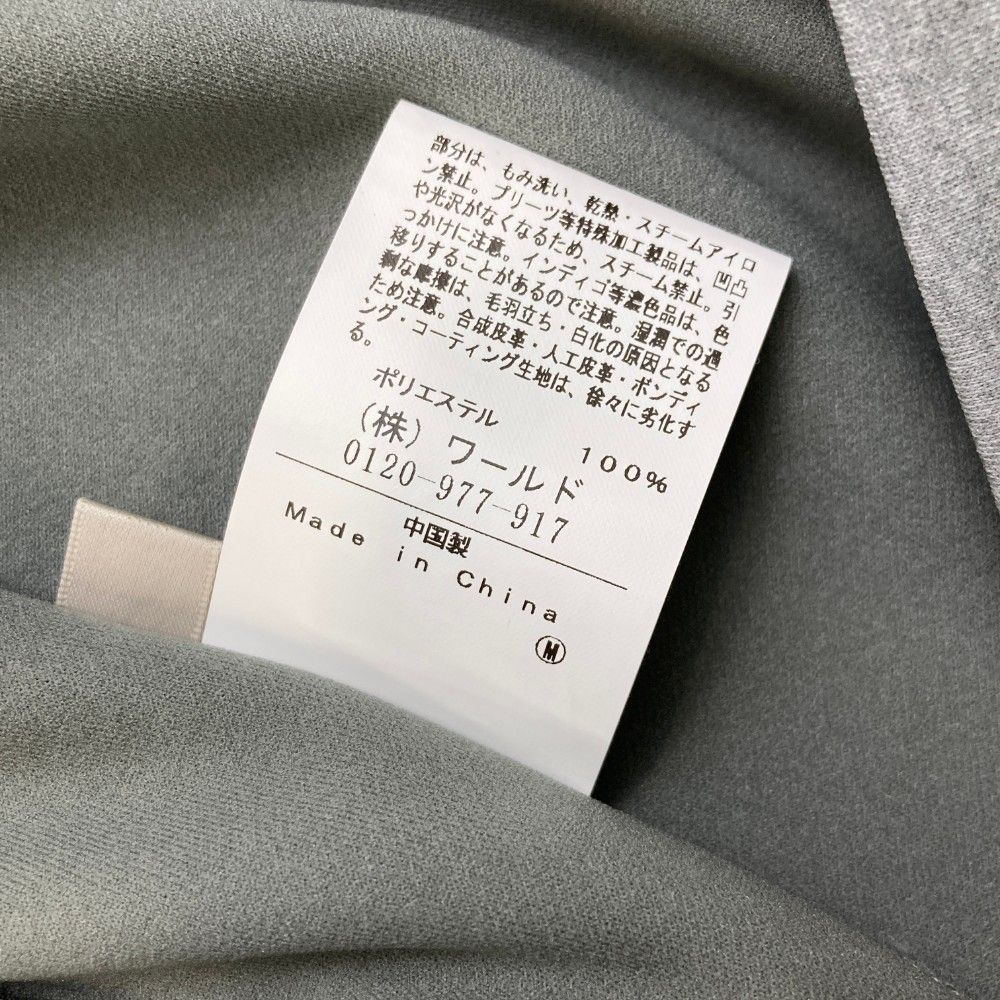 部分は、もみ洗い、乾熱・スチームアイロ
ン禁止。プリーツ等特殊加工製品は、凹凸
や光沢がなくなるため、スチーム禁止。引
っかけに注意。インディゴ等濃色品は、色
移りすることがあるので注意。湿潤での過
剰な摩擦は、毛羽立ち・白化の原因となる
ため注意。合成皮革・人工皮革・ボンディ
ング・コーティング生地は、徐々に劣化す
る。
ポリエステル 100%
(株)ワールド
0120-977-917
中国製
Made in China
M